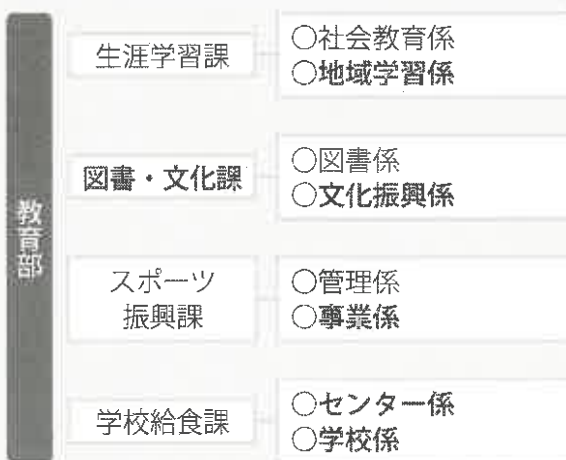 教育部
生涯学習課
○社会教育係
○地域学習係
図書・文化課
○図書係
○文化振興係
スポーツ
振興課
○管理係
○事業係
学校給食課
○センター係
○学校係